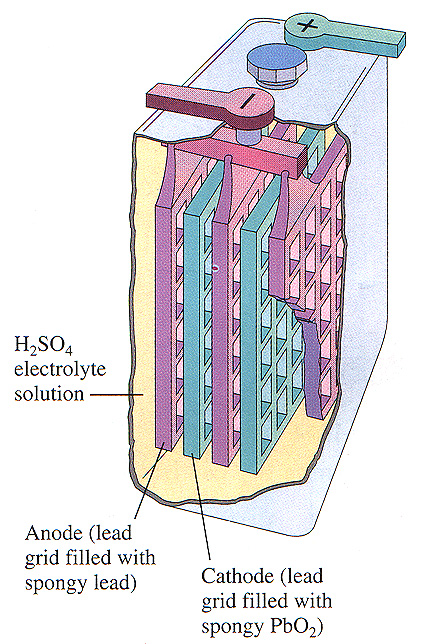 +
−
H₂SO₄
electrolyte
solution
Anode (lead
grid filled with
spongy lead)
Cathode (lead
grid filled with
spongy PbO₂)